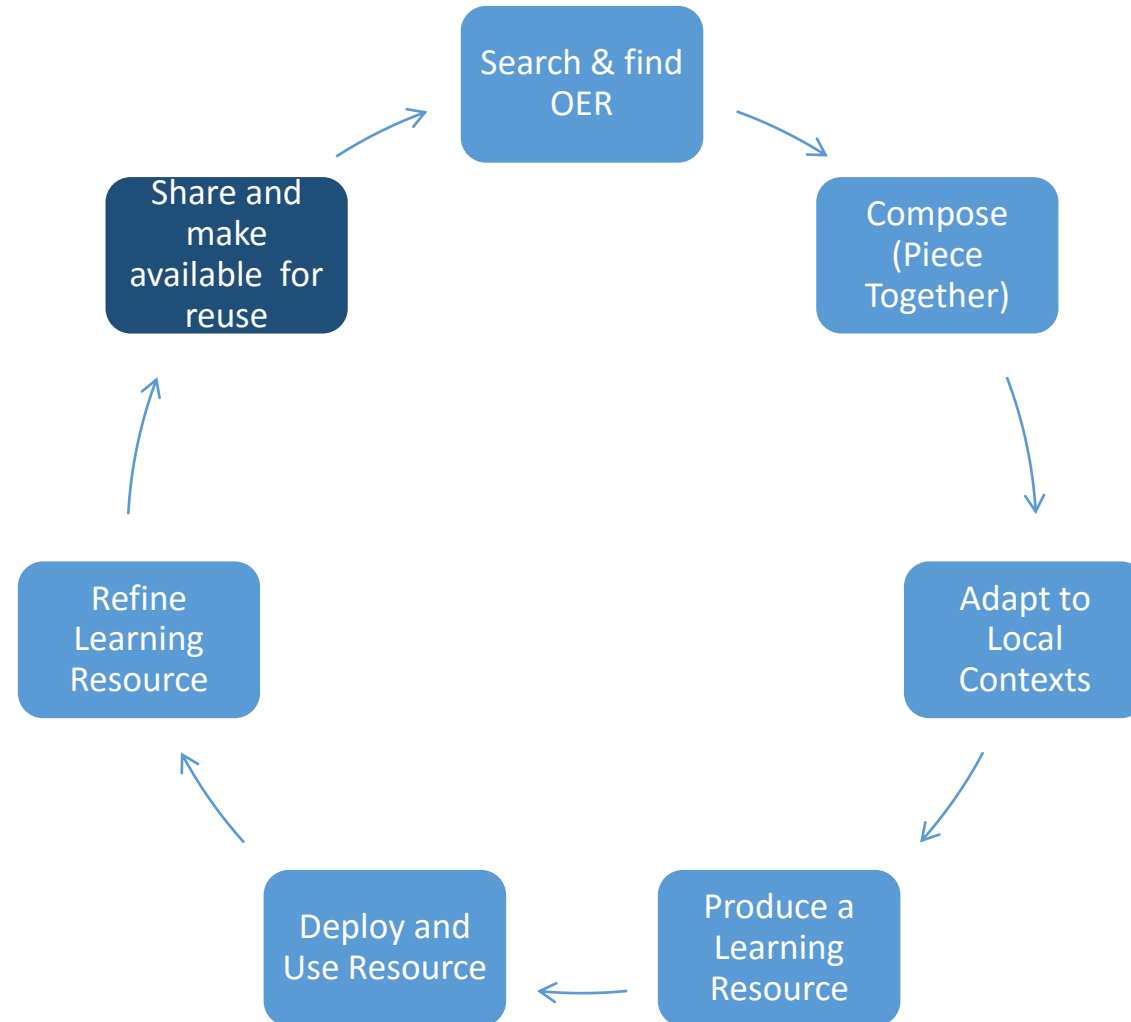 Search & find
OER
Compose
(Piece
Together)
Adapt to
Local
Contexts
Produce a
Learning
Resource
Deploy and
Use Resource
Refine
Learning
Resource
Share and
make
available  for
reuse